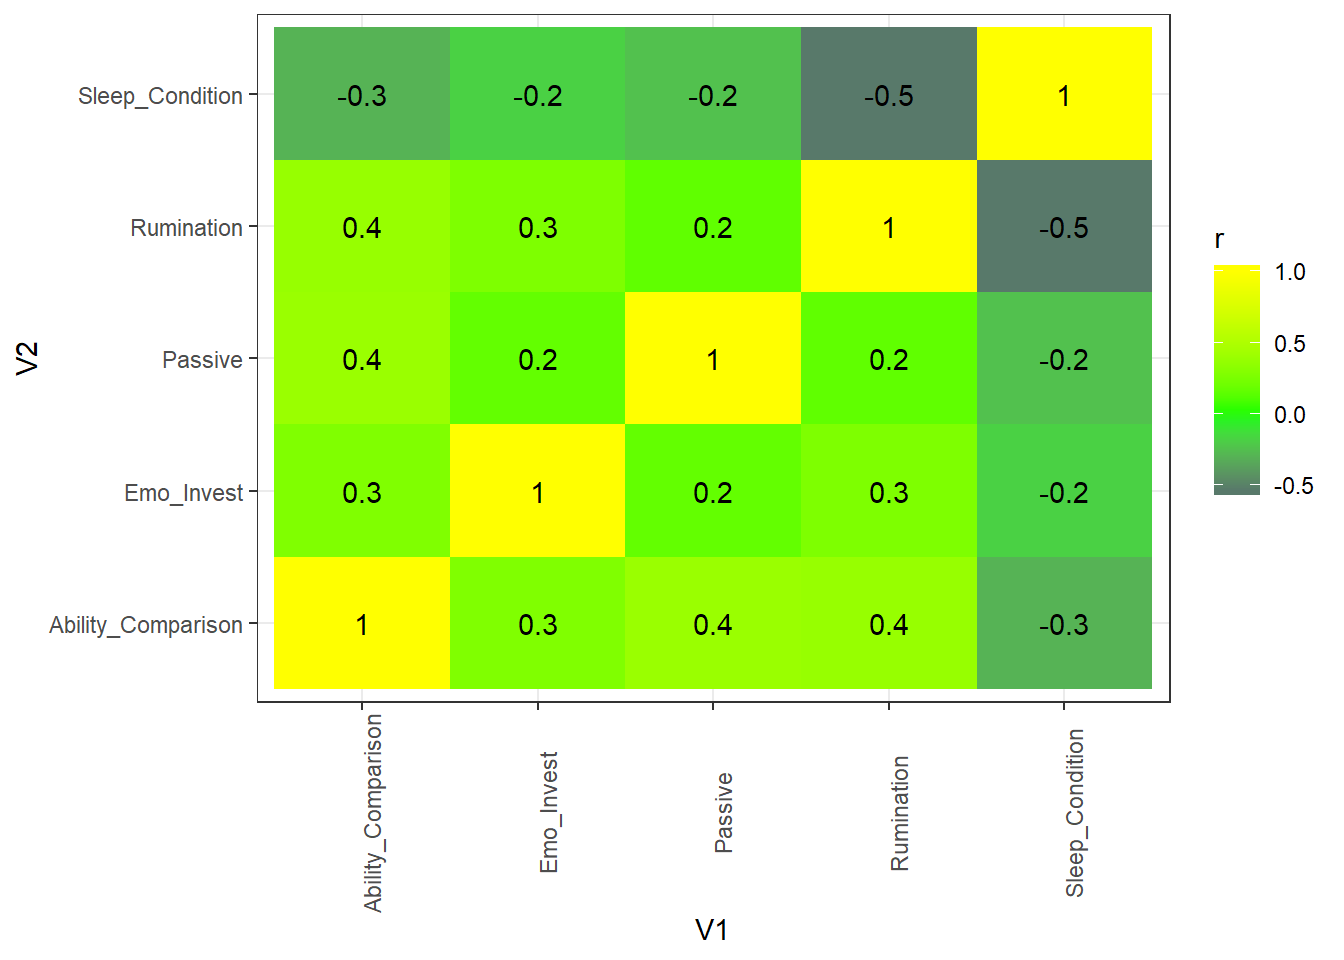 V2
Sleep_Condition -0.3 -0.2 -0.2 -0.5 1
Rumination 0.4 0.3 0.2 1 -0.5
Passive 0.4 0.2 1 0.2 -0.2
Emo_Invest 0.3 1 0.2 0.3 -0.2
Ability_Comparison 1 0.3 0.4 0.4 -0.3
Ability_Comparison
Emo_Invest
Passive
Rumination
Sleep_Condition
V1
r
1.0
0.5
0.0
-0.5